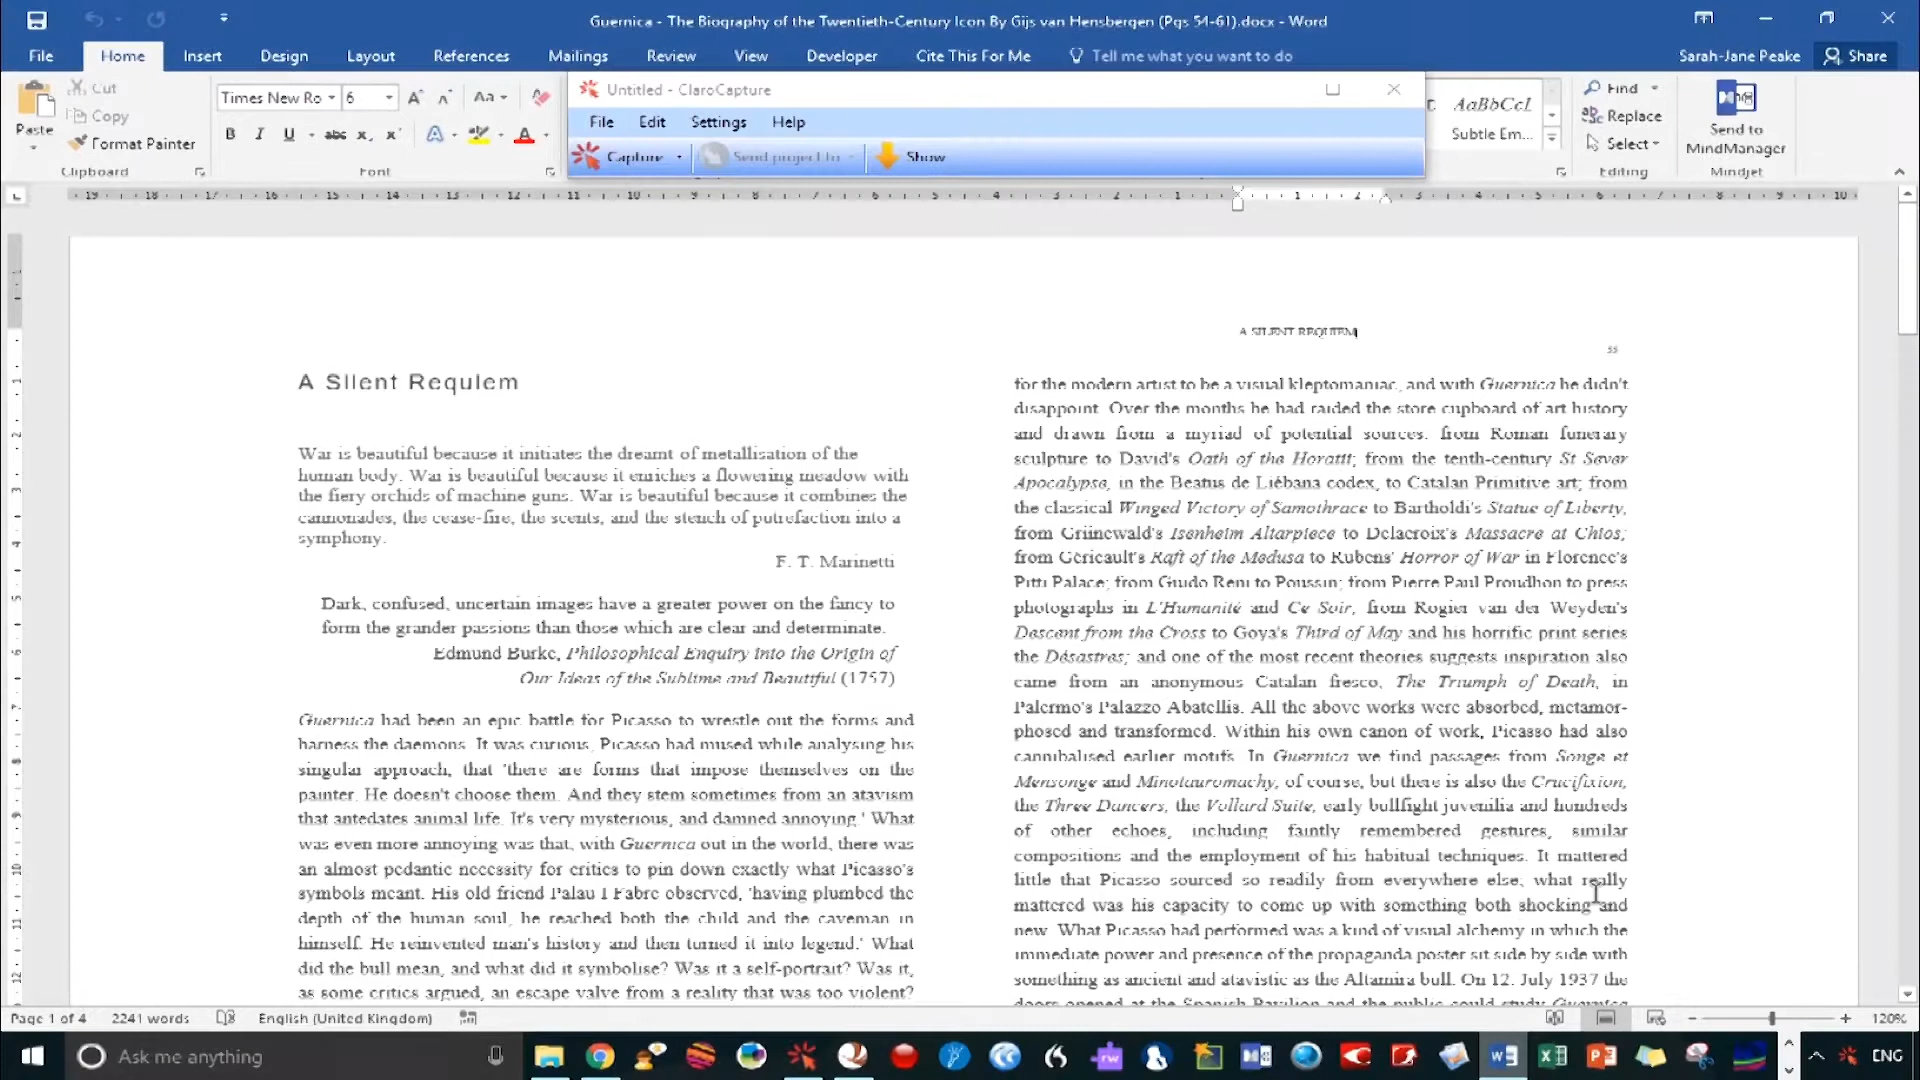 Guernica - The Biography of the Twentieth-Century Icon By Gijs van Hensbergen (Pgs 54-61).docx - Word
File Home Insert Design Layout References Mailings Review View Developer Cite This For Me Tell me what you want to do Sarah-Jane Peake Share
Paste
Cut
Copy
Format Painter
Clipboard
Times New Ro 6
Font
Untitled - ClaroCapture
File Edit Settings Help
Capture Send project to Show
AaBbCcI
Subtle Em...
Find
Replace
Select
Editing
Send to
MindManager
Mindjet
A Silent Requiem
War is beautiful because it initiates the dreamt of metallisation of the
human body. War is beautiful because it enriches a flowering meadow with
the fiery orchids of machine guns. War is beautiful because it combines the
cannonades, the cease-fire, the scents, and the stench of putrefaction into a
symphony.
F. T. Marinetti
Dark, confused, uncertain images have a greater power on the fancy to
form the grander passions than those which are clear and determinate.
Edmund Burke, Philosophical Enquiry into the Origin of
Our Ideas of the Sublime and Beautiful (1757)
Guernica had been an epic battle for Picasso to wrestle out the forms and
harness the daemons. It was curious, Picasso had mused while analysing his
singular approach, that 'there are forms that impose themselves on the
painter. He doesn't choose them. And they stem sometimes from an atavism
that antedates animal life. It's very mysterious, and damned annoying.' What
was even more annoying was that, with Guernica out in the world, there was
an almost pedantic necessity for critics to pin down exactly what Picasso's
symbols meant. His old friend Palau I Fabre observed, 'having plumbed the
depth of the human soul, he reached both the child and the caveman in
himself. He reinvented man's history and then turned it into legend.' What
did the bull mean, and what did it symbolise? Was it a self-portrait? Was it,
as some critics argued, an escape valve from a reality that was too violent?
A SILENT REQUIEM
55
for the modern artist to be a visual kleptomaniac, and with Guernica he didn't
disappoint. Over the months he had raided the store cupboard of art history
and drawn from a myriad of potential sources: from Roman funerary
sculpture to David's Oath of the Horatii; from the tenth-century St Sever
Apocalypse, in the Beatus de Liébana codex, to Catalan Primitive art; from
the classical Winged Victory of Samothrace to Bartholdi's Statue of Liberty,
from Griinewald's Isenheim Altarpiece to Delacroix's Massacre at Chios;
from Géricault's Raft of the Medusa to Rubens' Horror of War in Florence's
Pitti Palace; from Guido Reni to Poussin; from Pierre Paul Proudhon to press
photographs in L'Humanité and Ce Soir, from Rogier van der Weyden's
Descent from the Cross to Goya's Third of May and his horrific print series
the Désastres; and one of the most recent theories suggests inspiration also
came from an anonymous Catalan fresco, The Triumph of Death, in
Palermo's Palazzo Abatellis. All the above works were absorbed, metamor-
phosed and transformed. Within his own canon of work, Picasso had also
cannibalised earlier motifs. In Guernica we find passages from Songe et
Mensonge and Minotauromachy, of course, but there is also the Crucifixion,
the Three Dancers, the Vollard Suite, early bullfight juvenilia and hundreds
of other echoes, including faintly remembered gestures, similar
compositions and the employment of his habitual techniques. It mattered
little that Picasso sourced so readily from everywhere else; what really
mattered was his capacity to come up with something both shocking and
new. What Picasso had performed was a kind of visual alchemy in which the
immediate power and presence of the propaganda poster sit side by side with
something as ancient and atavistic as the Altamira bull. On 12. July 1937 the
doors opened at the Spanish Pavilion and the public could study Guernica
Page 1 of 4 2241 words English (United Kingdom) 120%
Ask me anything ENG